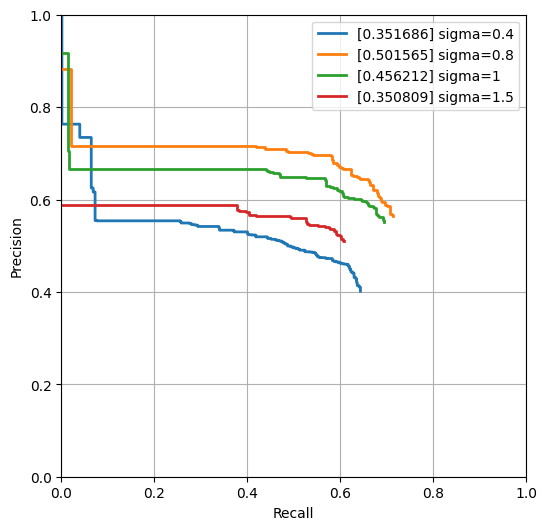 1.0
0.8
0.6
0.4
0.2
0.0
Precision
[0.351686] sigma=0.4
[0.501565] sigma=0.8
[0.456212] sigma=1
[0.350809] sigma=1.5
0.0 0.2 0.4 0.6 0.8 1.0
Recall